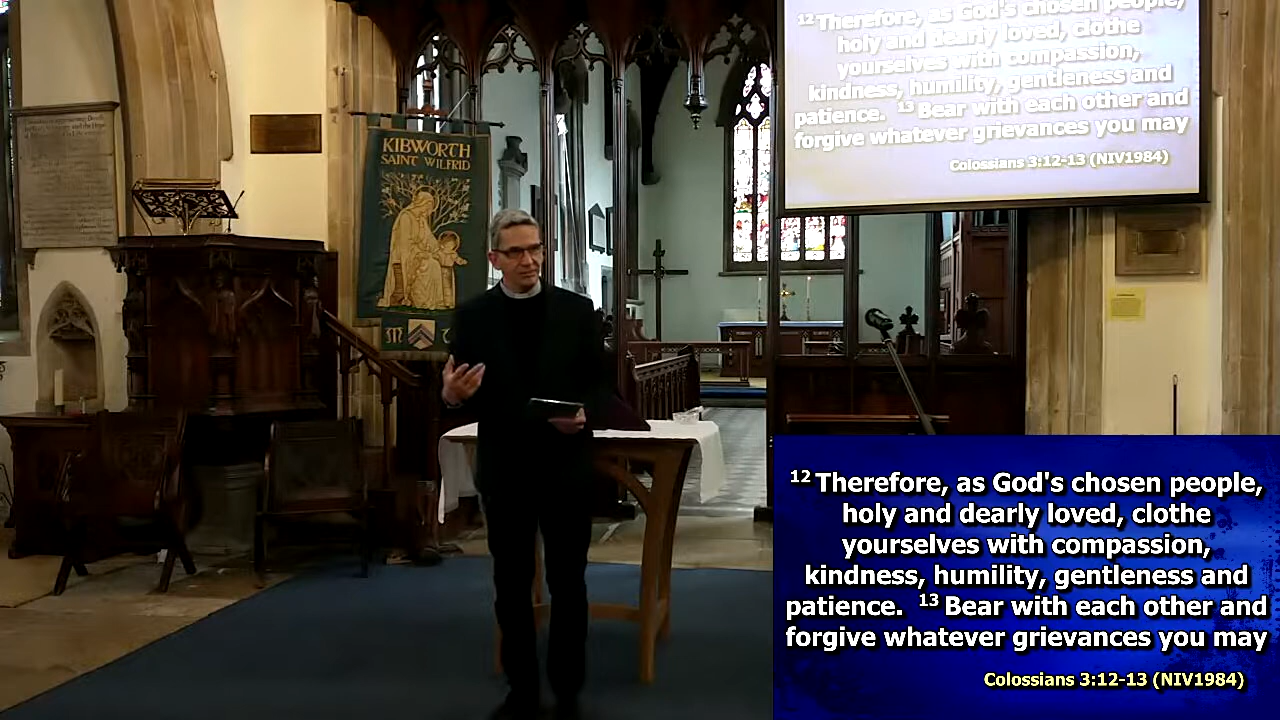 KIBWORTH
SAINT WILFRID
M
12 Therefore, as God's chosen people,
holy and dearly loved, clothe
yourselves with compassion,
kindness, humility, gentleness and
patience. 13 Bear with each other and
forgive whatever grievances you may
Colossians 3:12-13 (NIV1984)
12 Therefore, as God's chosen people,
holy and dearly loved, clothe
yourselves with compassion,
kindness, humility, gentleness and
patience. 13 Bear with each other and
forgive whatever grievances you may
Colossians 3:12-13 (NIV1984)